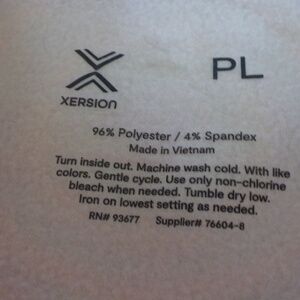 PL
XERSION
96% Polyester / 4% Spandex
Made in Vietnam
Turn inside out. Machine wash cold. With like
colors. Gentle cycle. Use only non-chlorine
bleach when needed. Tumble dry low.
Iron on lowest setting as needed.
RN# 93677 Supplier# 76604-8